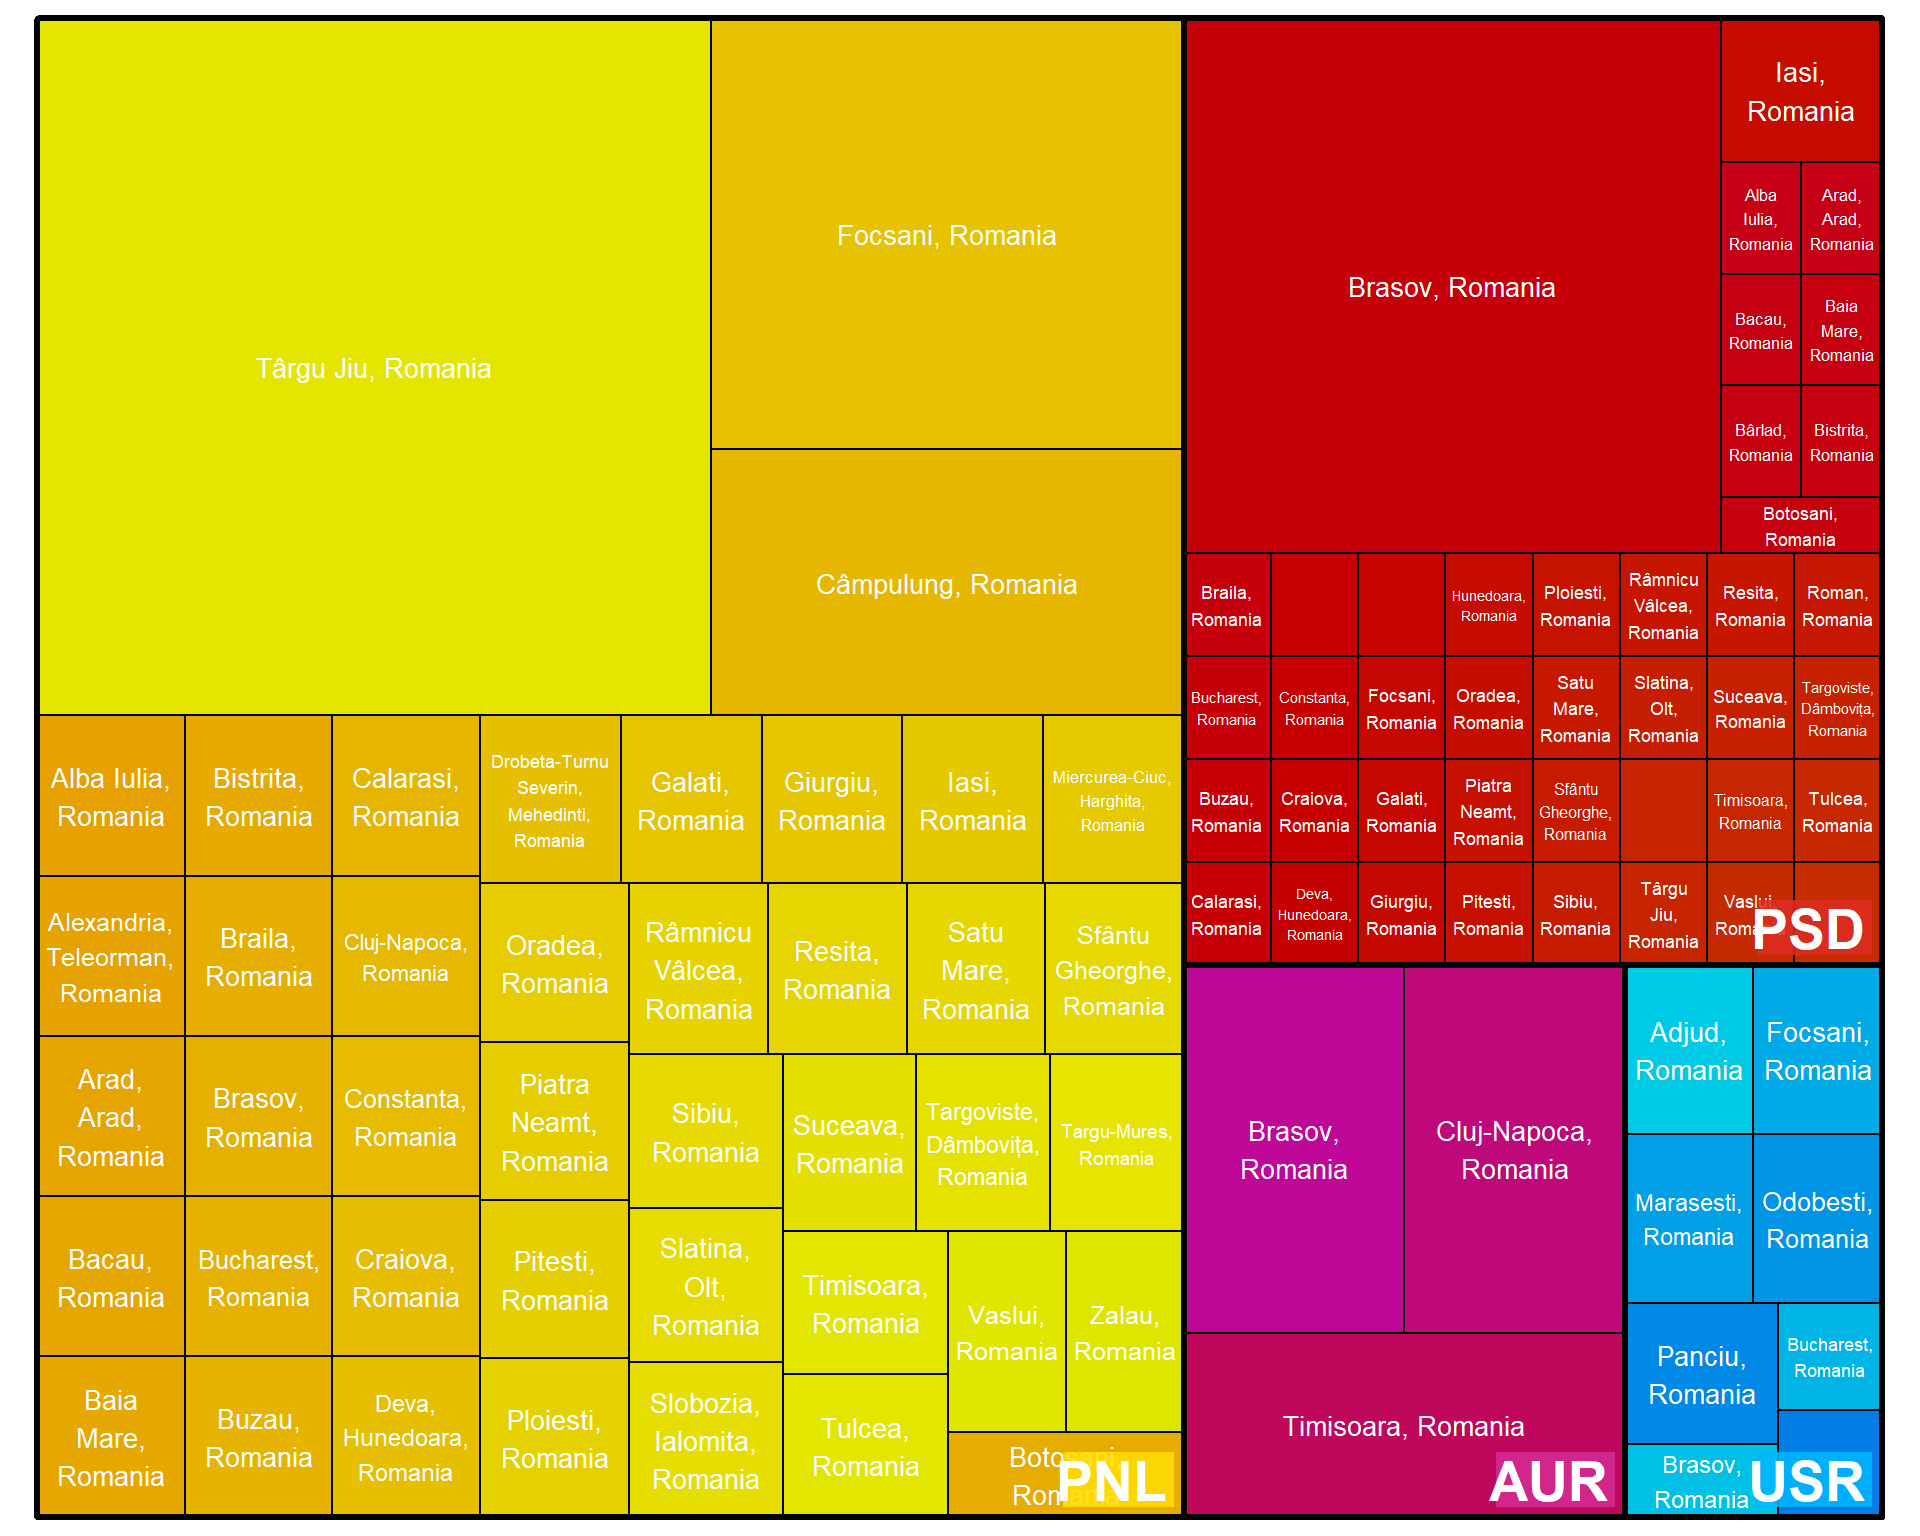 Târgu Jiu, Romania
Focsani, Romania
Câmpulung, Romania
Alba Iulia,
Romania
Bistrita,
Romania
Calarasi,
Romania
Drobeta-Turnu
Severin,
Mehedinti,
Romania
Galati,
Romania
Giurgiu,
Romania
Iasi,
Romania
Miercurea-Ciuc,
Harghita,
Romania
Alexandria,
Teleorman,
Romania
Braila,
Romania
Cluj-Napoca,
Romania
Oradea,
Romania
Râmnicu
Vâlcea,
Romania
Resita,
Romania
Satu
Mare,
Romania
Sfântu
Gheorghe,
Romania
Arad,
Arad,
Romania
Brasov,
Romania
Constanta,
Romania
Piatra
Neamt,
Romania
Sibiu,
Romania
Suceava,
Romania
Targoviste,
Dâmbovița,
Romania
Targu-Mures,
Romania
Bacau,
Romania
Bucharest,
Romania
Craiova,
Romania
Pitesti,
Romania
Slatina,
Olt,
Romania
Timisoara,
Romania
Vaslui,
Romania
Zalau,
Romania
Baia
Mare,
Romania
Buzau,
Romania
Deva,
Hunedoara,
Romania
Ploiesti,
Romania
Slobozia,
Ialomita,
Romania
Tulcea,
Romania
Botosani,
Romania
PNL
Brasov, Romania
Iasi,
Romania
Alba
Iulia,
Romania
Arad,
Arad,
Romania
Bacau,
Romania
Baia
Mare,
Romania
Bârlad,
Romania
Bistrita,
Romania
Botosani,
Romania
Braila,
Romania
Hunedoara,
Romania
Ploiesti,
Romania
Râmnicu
Vâlcea,
Romania
Resita,
Romania
Roman,
Romania
Bucharest,
Romania
Constanta,
Romania
Focsani,
Romania
Oradea,
Romania
Satu
Mare,
Romania
Slatina,
Olt,
Romania
Suceava,
Romania
Targoviste,
Dâmbovița,
Romania
Buzau,
Romania
Craiova,
Romania
Galati,
Romania
Piatra
Neamt,
Romania
Sfântu
Gheorghe,
Romania
Timisoara,
Romania
Tulcea,
Romania
Calarasi,
Romania
Deva,
Hunedoara,
Romania
Giurgiu,
Romania
Pitesti,
Romania
Sibiu,
Romania
Târgu
Jiu,
Romania
Vaslui,
Romania
PSD
Brasov,
Romania
Cluj-Napoca,
Romania
Timisoara, Romania
AUR
Adjud,
Romania
Focsani,
Romania
Marasesti,
Romania
Odobesti,
Romania
Panciu,
Romania
Bucharest,
Romania
Brasov,
Romania
USR